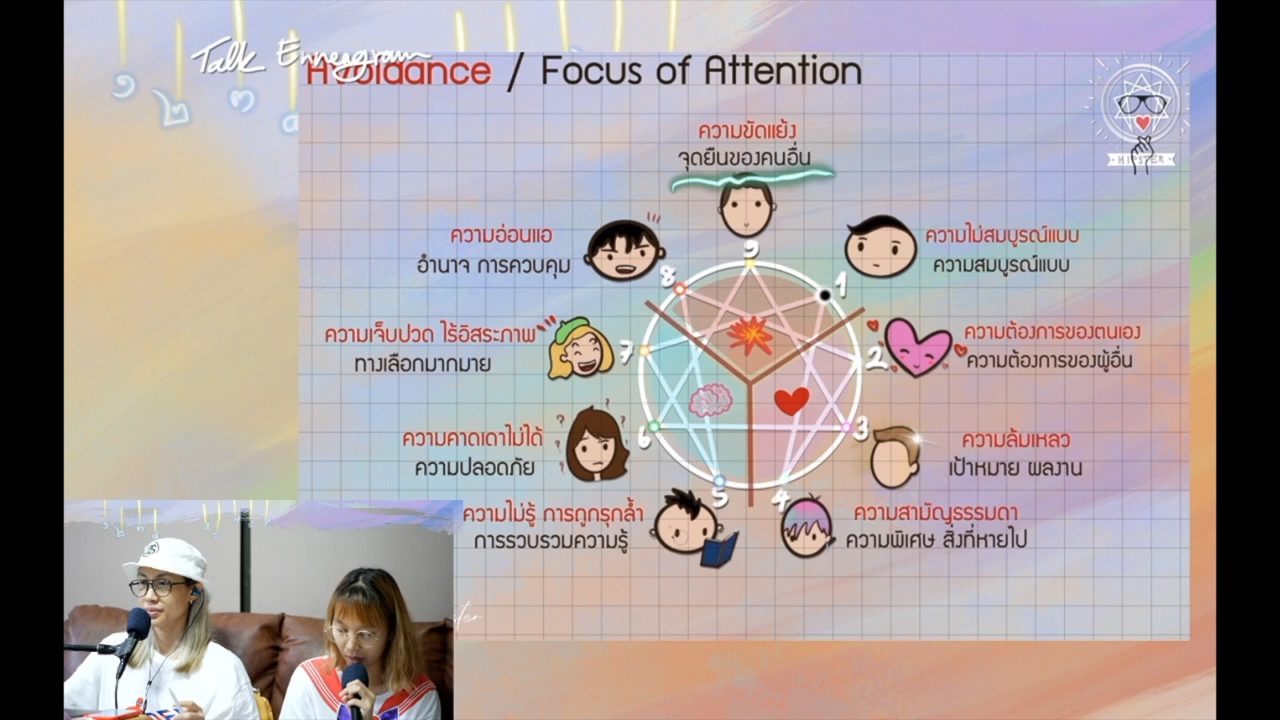 Talk Enneagram
Avoidance / Focus of Attention
๑ ๒ ๓
HIPSTER
ความขัดแย้ง
จุดยืนของคนอื่น
ความอ่อนแอ
อำนาจ การควบคุม
ความไม่สมบูรณ์แบบ
ความสมบูรณ์แบบ
9
8
1
ความเจ็บปวด ไร้อิสระภาพ
ทางเลือกมากมาย
7
ความต้องการของตนเอง
ความต้องการของผู้อื่น
2
ความคาดเดาไม่ได้
ความปลอดภัย
6
ความล้มเหลว
เป้าหมาย ผลงาน
3
ความไม่รู้ การถูกรุกล้ำ
การรวบรวมความรู้
5
4
ความสามัญธรรมดา
ความพิเศษ สิ่งที่หายไป